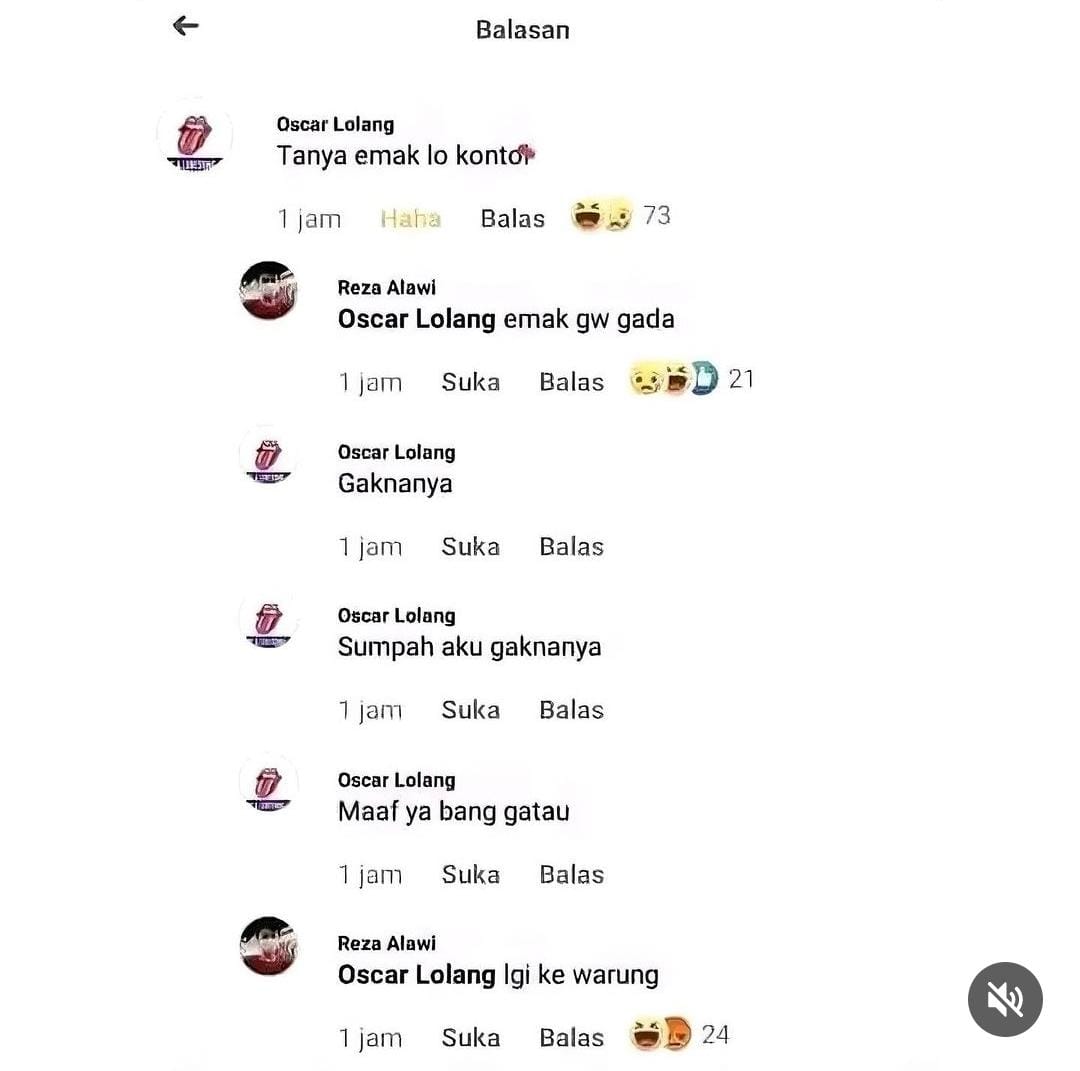 Balasan
Oscar Lolang
Tanya emak lo kontol
1 jam Haha Balas 73
Reza Alawi
Oscar Lolang emak gw gada
1 jam Suka Balas 21
Oscar Lolang
Gaknanya
1 jam Suka Balas
Oscar Lolang
Sumpah aku gaknanya
1 jam Suka Balas
Oscar Lolang
Maaf ya bang gatau
1 jam Suka Balas
Reza Alawi
Oscar Lolang lgi ke warung
1 jam Suka Balas 24